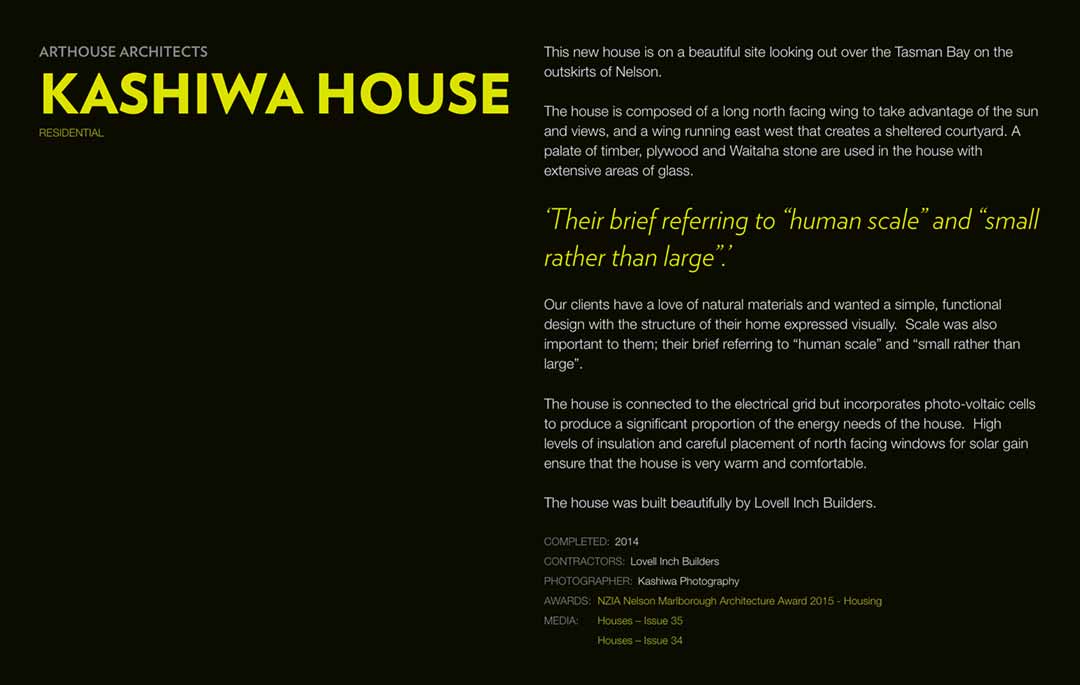 ARTHOUSE ARCHITECTS
KASHIWA HOUSE
RESIDENTIAL
This new house is on a beautiful site looking out over the Tasman Bay on the
outskirts of Nelson.
The house is composed of a long north facing wing to take advantage of the sun
and views, and a wing running east west that creates a sheltered courtyard. A
palate of timber, plywood and Waitaha stone are used in the house with
extensive areas of glass.
‘Their brief referring to “human scale” and “small
rather than large”.’
Our clients have a love of natural materials and wanted a simple, functional
design with the structure of their home expressed visually.  Scale was also
important to them; their brief referring to “human scale” and “small rather than
large”.
The house is connected to the electrical grid but incorporates photo-voltaic cells
to produce a significant proportion of the energy needs of the house.  High
levels of insulation and careful placement of north facing windows for solar gain
ensure that the house is very warm and comfortable.
The house was built beautifully by Lovell Inch Builders.
COMPLETED: 2014
CONTRACTORS: Lovell Inch Builders
PHOTOGRAPHER: Kashiwa Photography
AWARDS: NZIA Nelson Marlborough Architecture Award 2015 - Housing
MEDIA: Houses – Issue 35
Houses – Issue 34